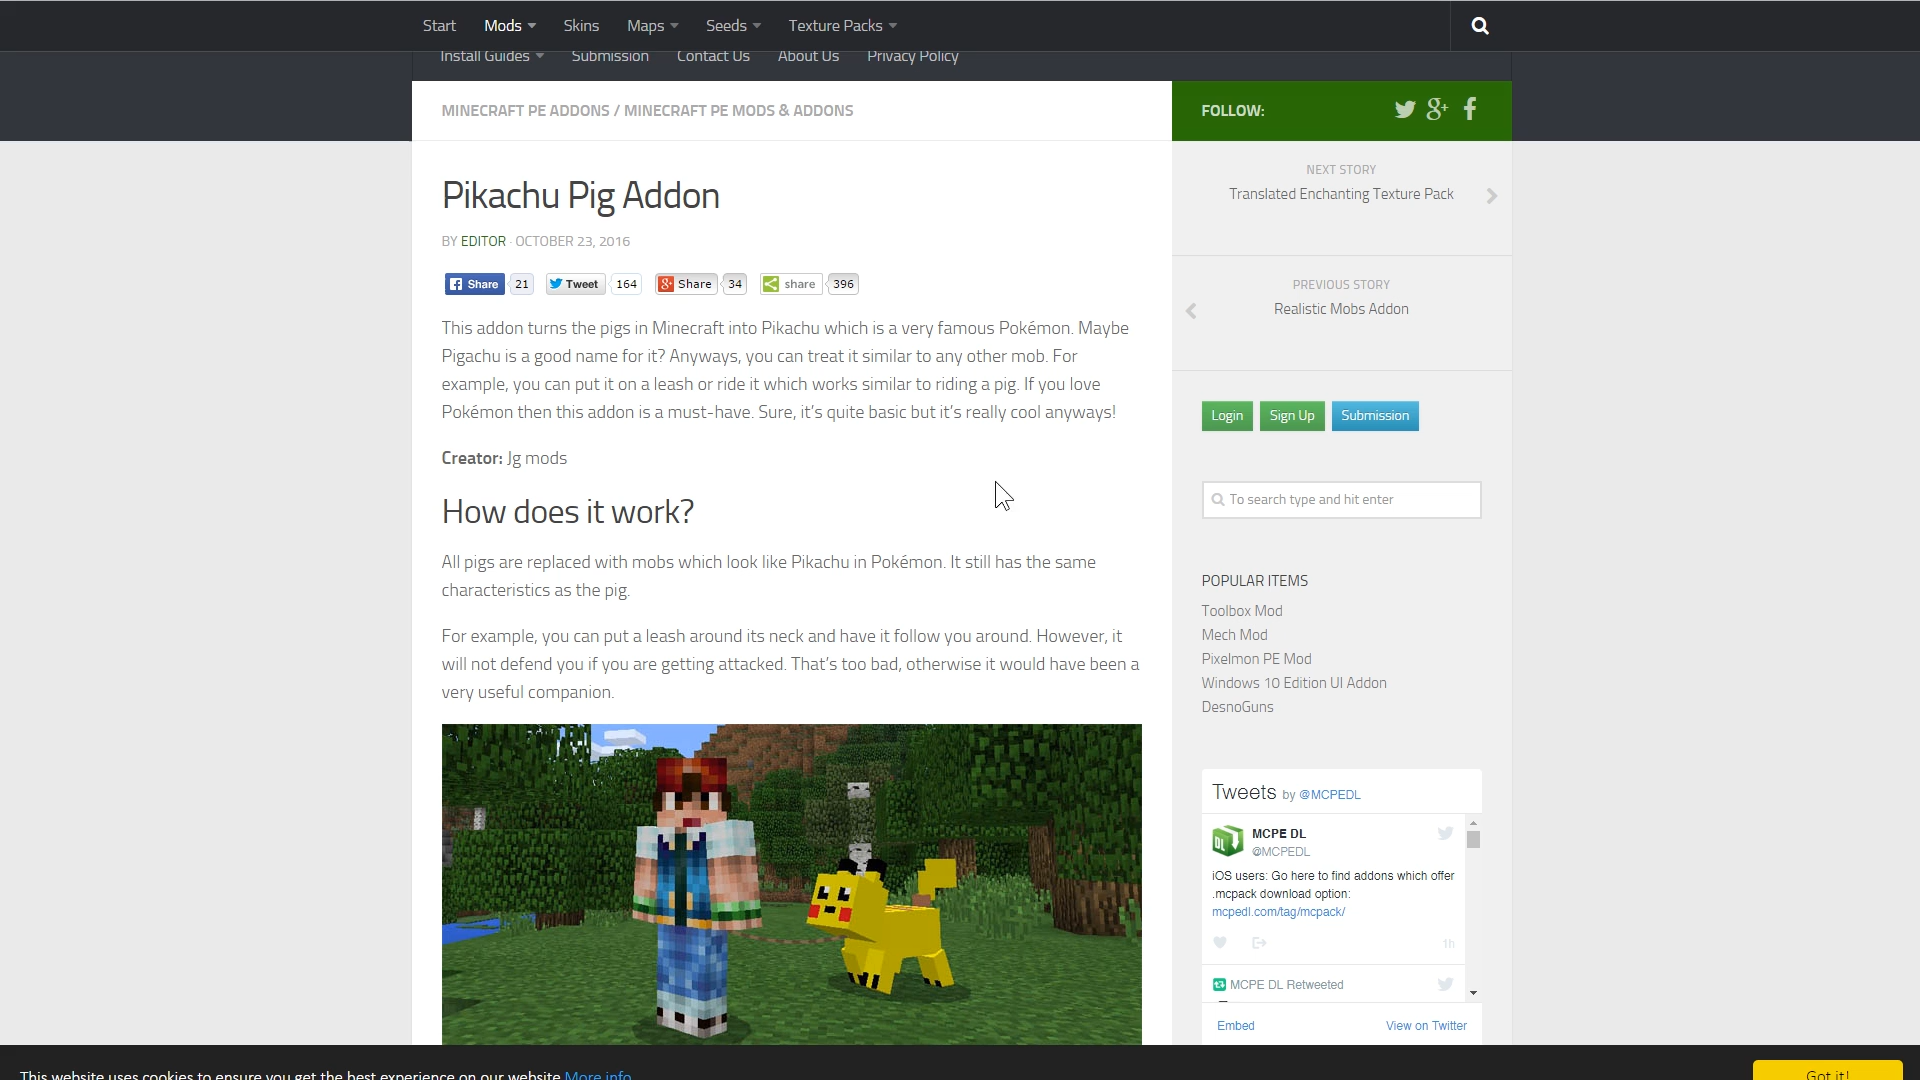 Start Mods Skins Maps Seeds Texture Packs
Install Guides Submission Contact Us About Us Privacy Policy
MINECRAFT PE ADDONS / MINECRAFT PE MODS & ADDONS
Pikachu Pig Addon
BY EDITOR · OCTOBER 23, 2016
Share 21 Tweet 164 Share 34 share 396
This addon turns the pigs in Minecraft into Pikachu which is a very famous Pokémon. Maybe
Pigachu is a good name for it? Anyways, you can treat it similar to any other mob. For
example, you can put it on a leash or ride it which works similar to riding a pig. If you love
Pokémon then this addon is a must-have. Sure, it's quite basic but it's really cool anyways!
Creator: Jg mods
How does it work?
All pigs are replaced with mobs which look like Pikachu in Pokémon. It still has the same
characteristics as the pig.
For example, you can put a leash around its neck and have it follow you around. However, it
will not defend you if you are getting attacked. That's too bad, otherwise it would have been a
very useful companion.
FOLLOW:
NEXT STORY
Translated Enchanting Texture Pack
PREVIOUS STORY
Realistic Mobs Addon
Login Sign Up Submission
To search type and hit enter
POPULAR ITEMS
Toolbox Mod
Mech Mod
Pixelmon PE Mod
Windows 10 Edition UI Addon
DesnoGuns
Tweets by @MCPEDL
MCPE DL
@MCPEDL
iOS users: Go here to find addons which offer
.mcpack download option:
mcpedl.com/tag/mcpack/
1h
MCPE DL Retweeted
Embed View on Twitter
This website uses cookies to ensure you get the best experience on our website More info
Got it!